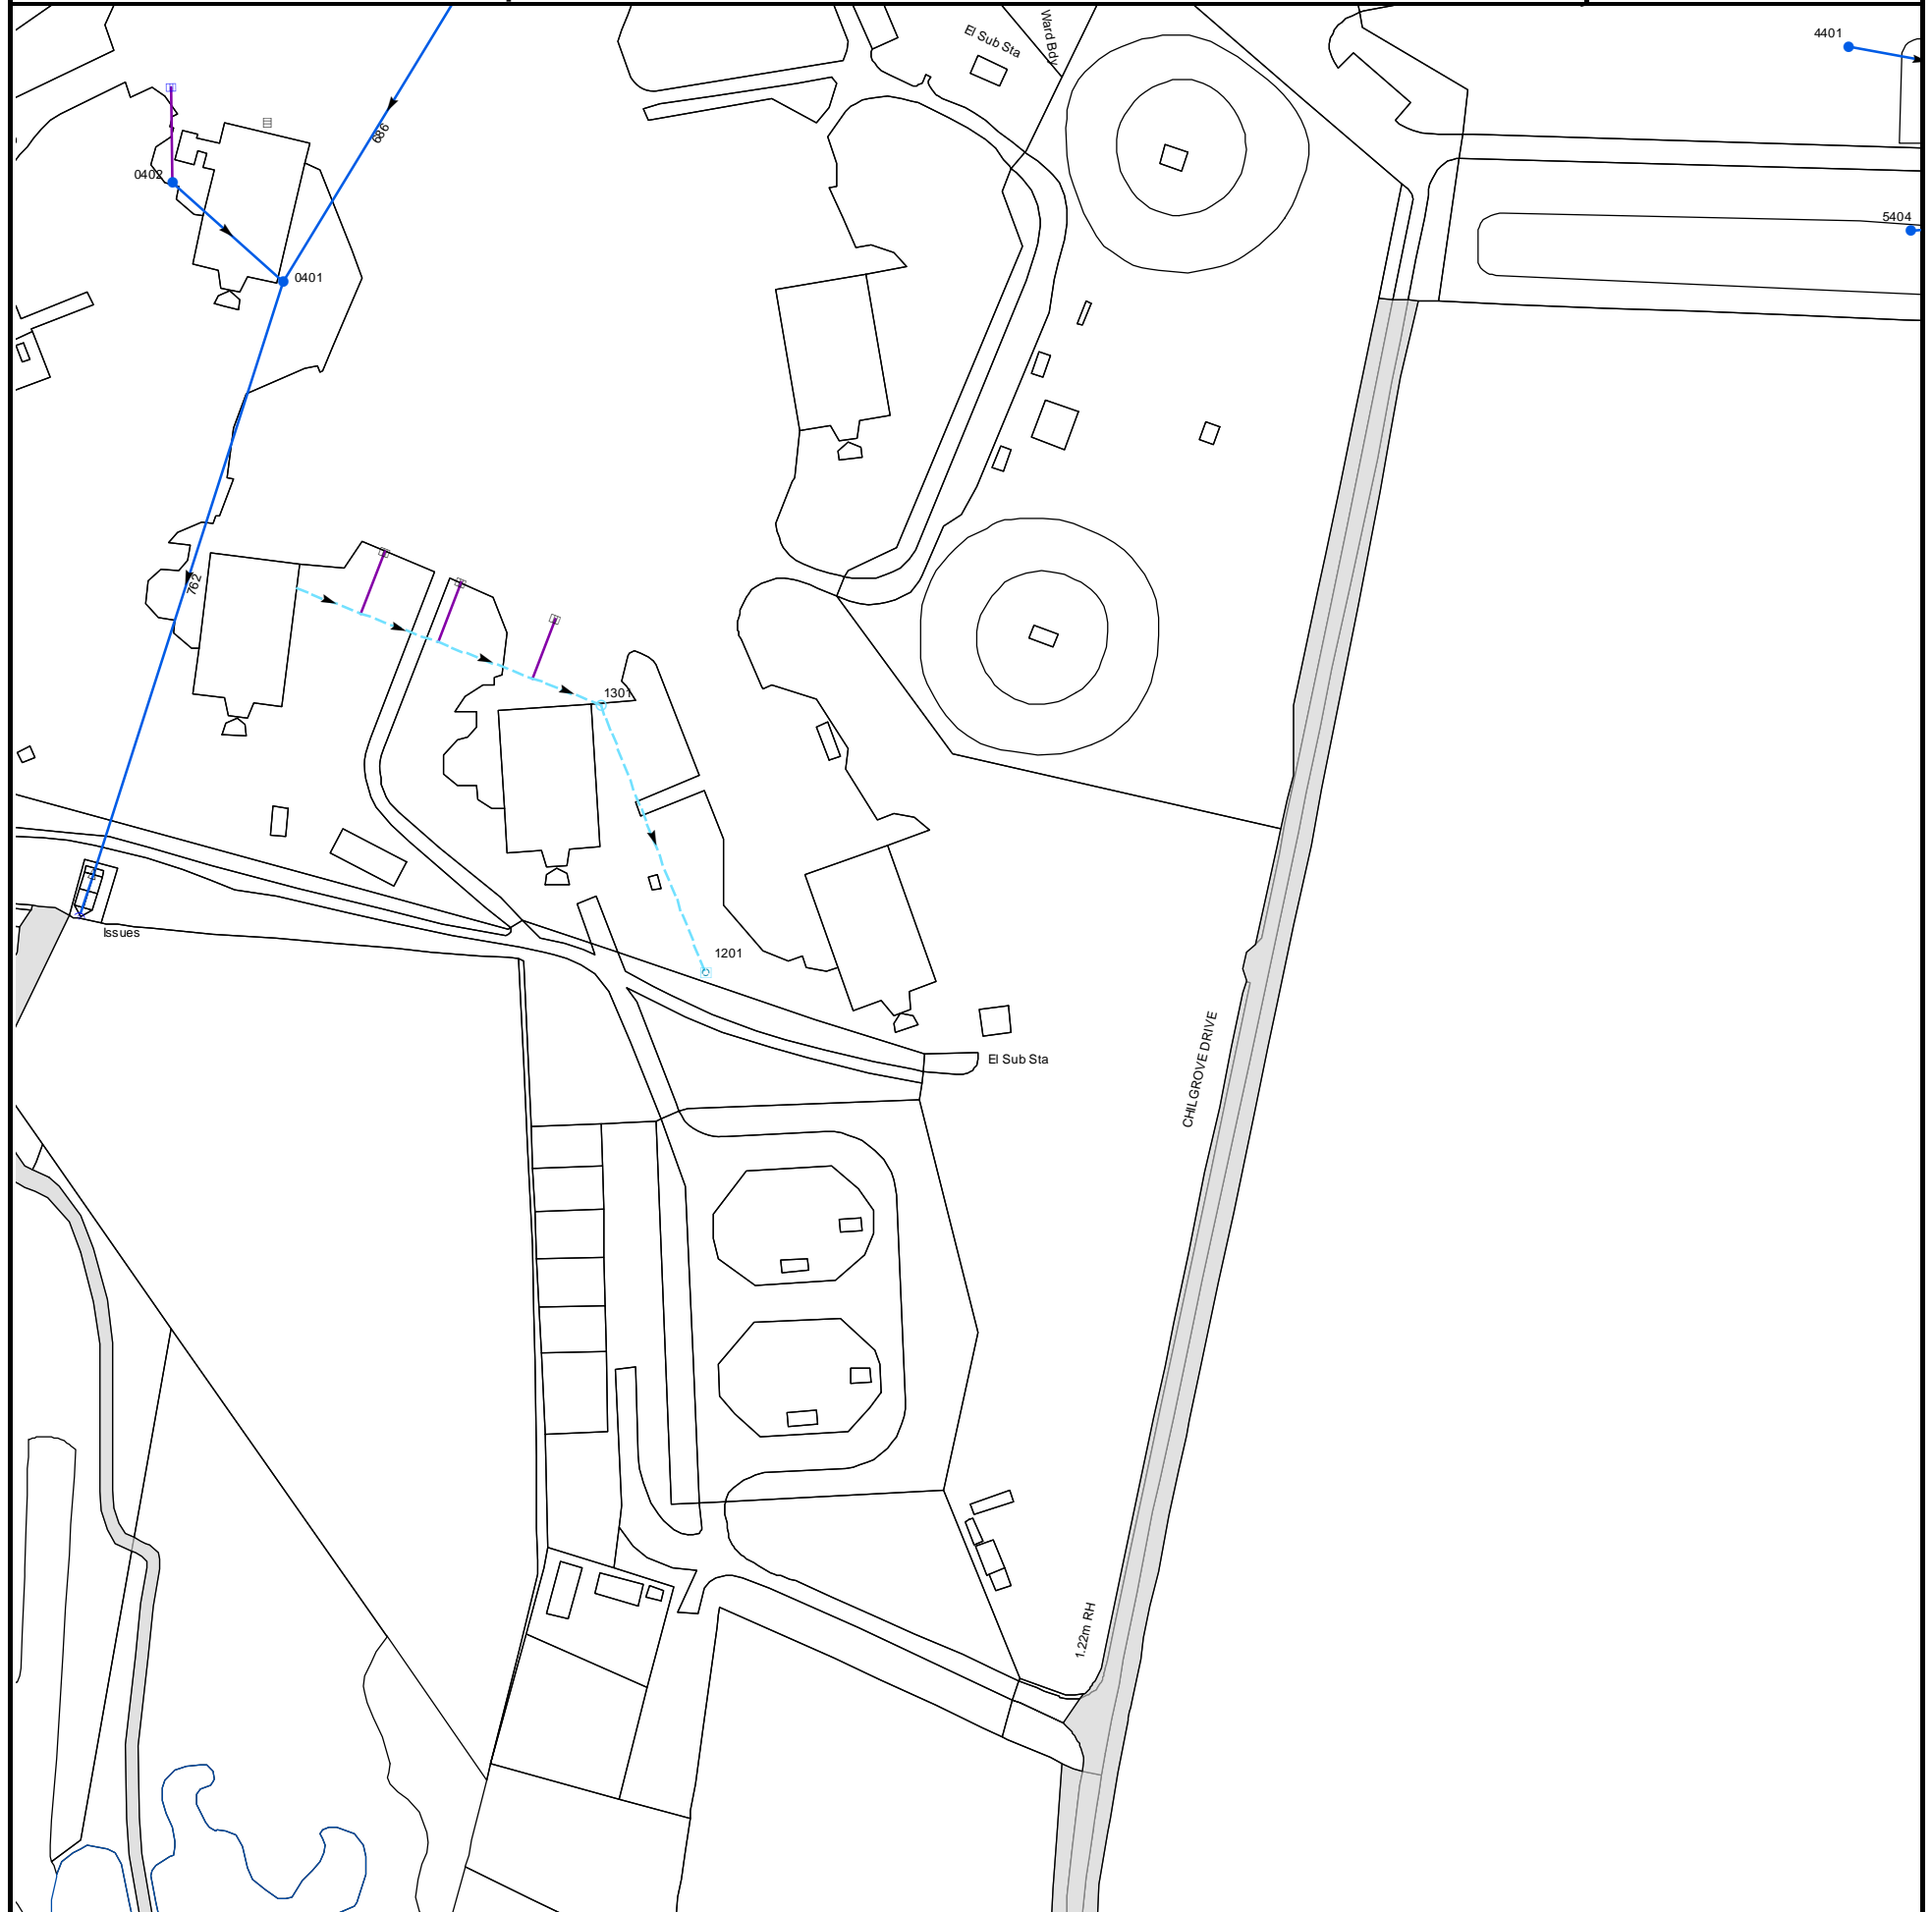 El Sub Sta
Ward Bdy
4401
686
0402
5404
0401
762
1301
Issues
1201
El Sub Sta
CHILGROVE DRIVE
1.22m RH